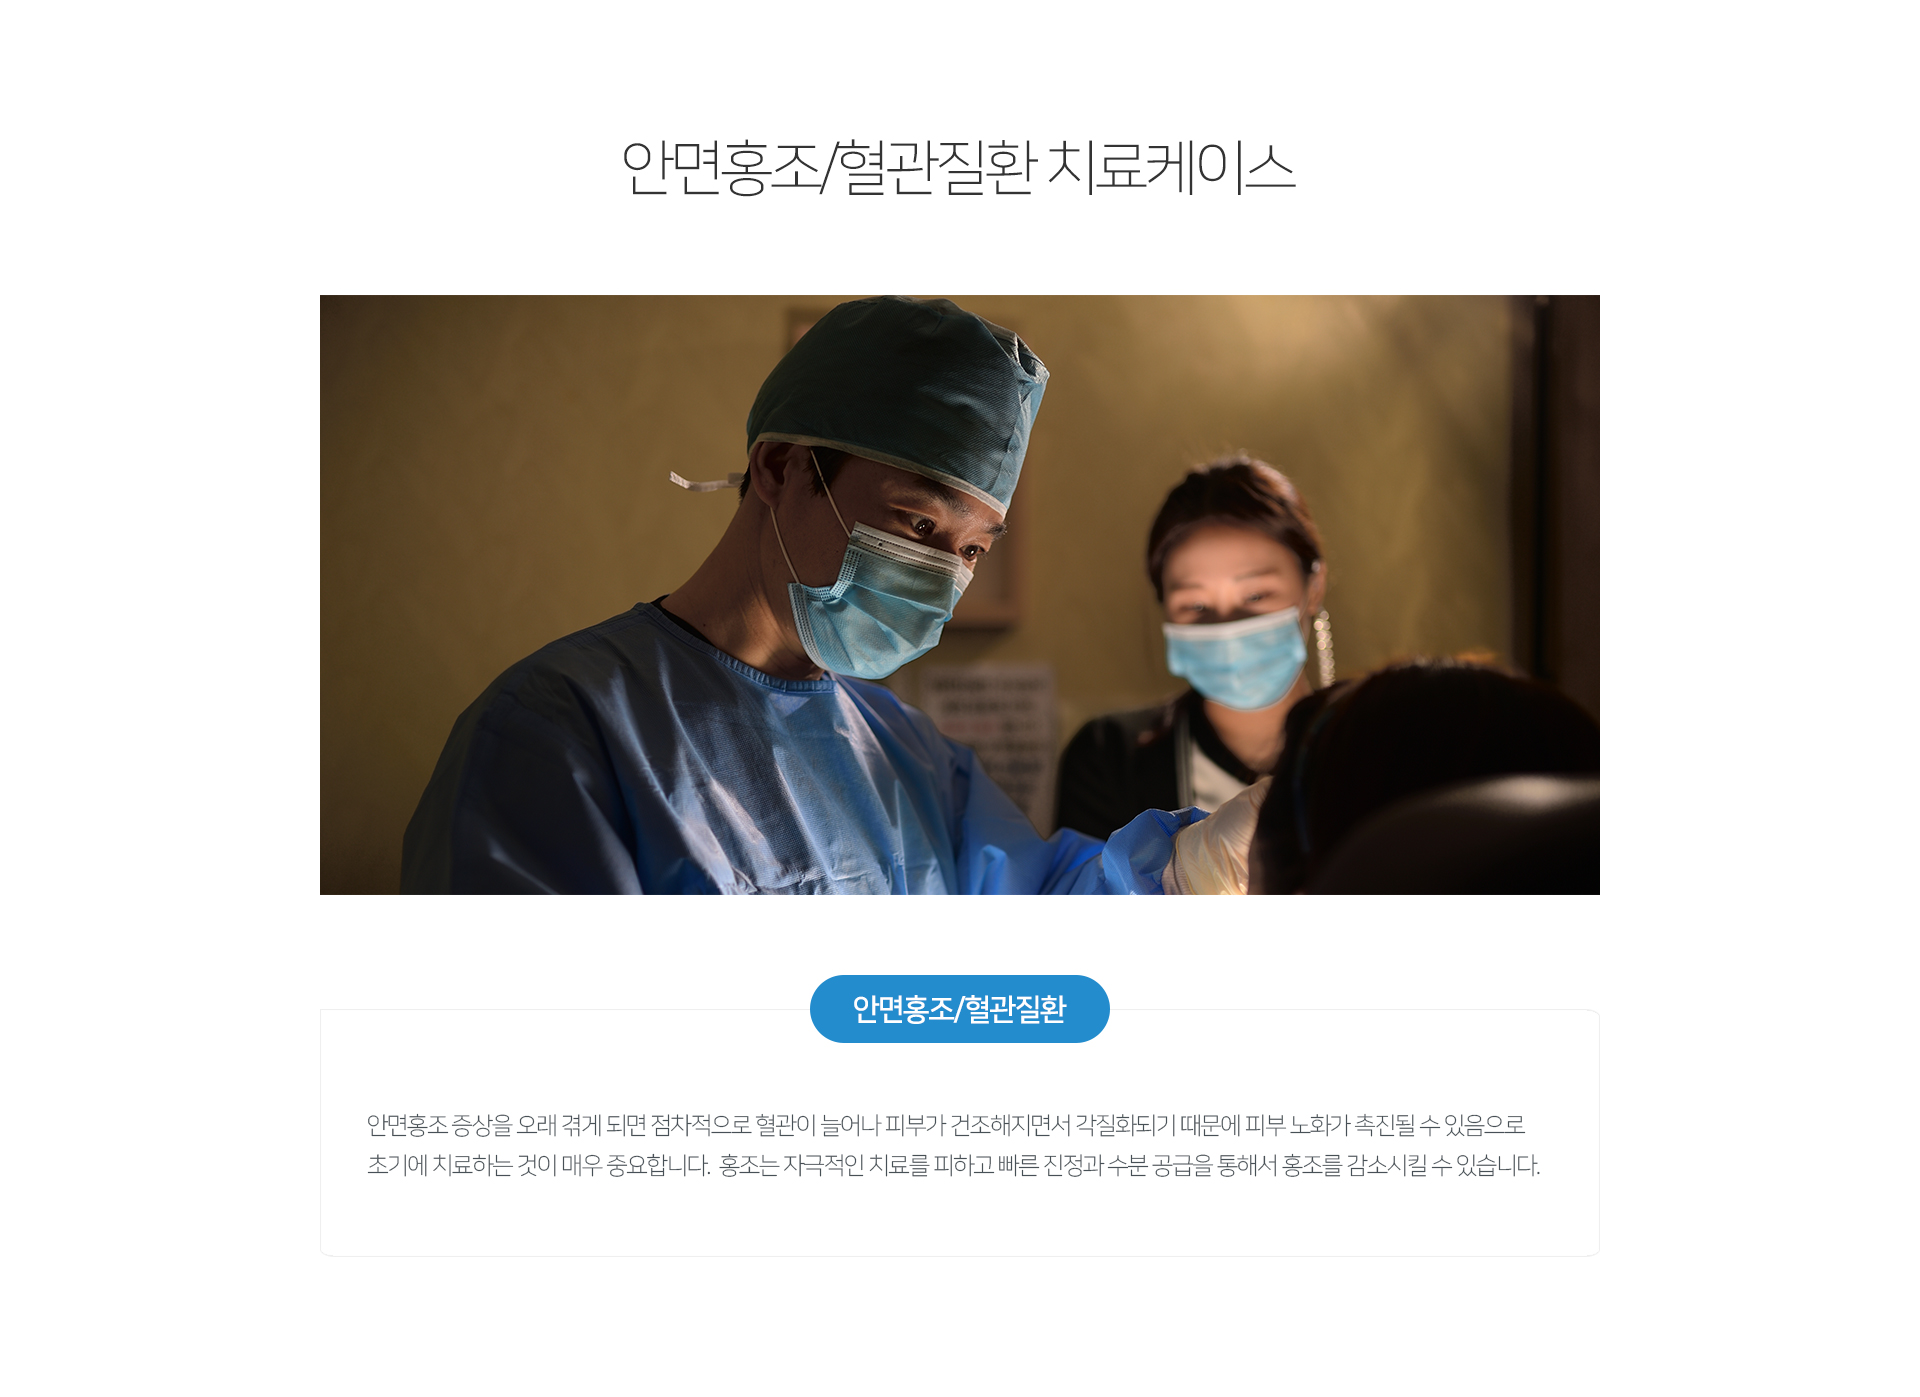 안면홍조/혈관질환 치료케이스
안면홍조/혈관질환
안면홍조 증상을 오래 겪게 되면 점차적으로 혈관이 늘어나 피부가 건조해지면서 각질화되기 때문에 피부 노화가 촉진될 수 있음으로
초기에 치료하는 것이 매우 중요합니다. 홍조는 자극적인 치료를 피하고 빠른 진정과 수분 공급을 통해서 홍조를 감소시킬 수 있습니다.